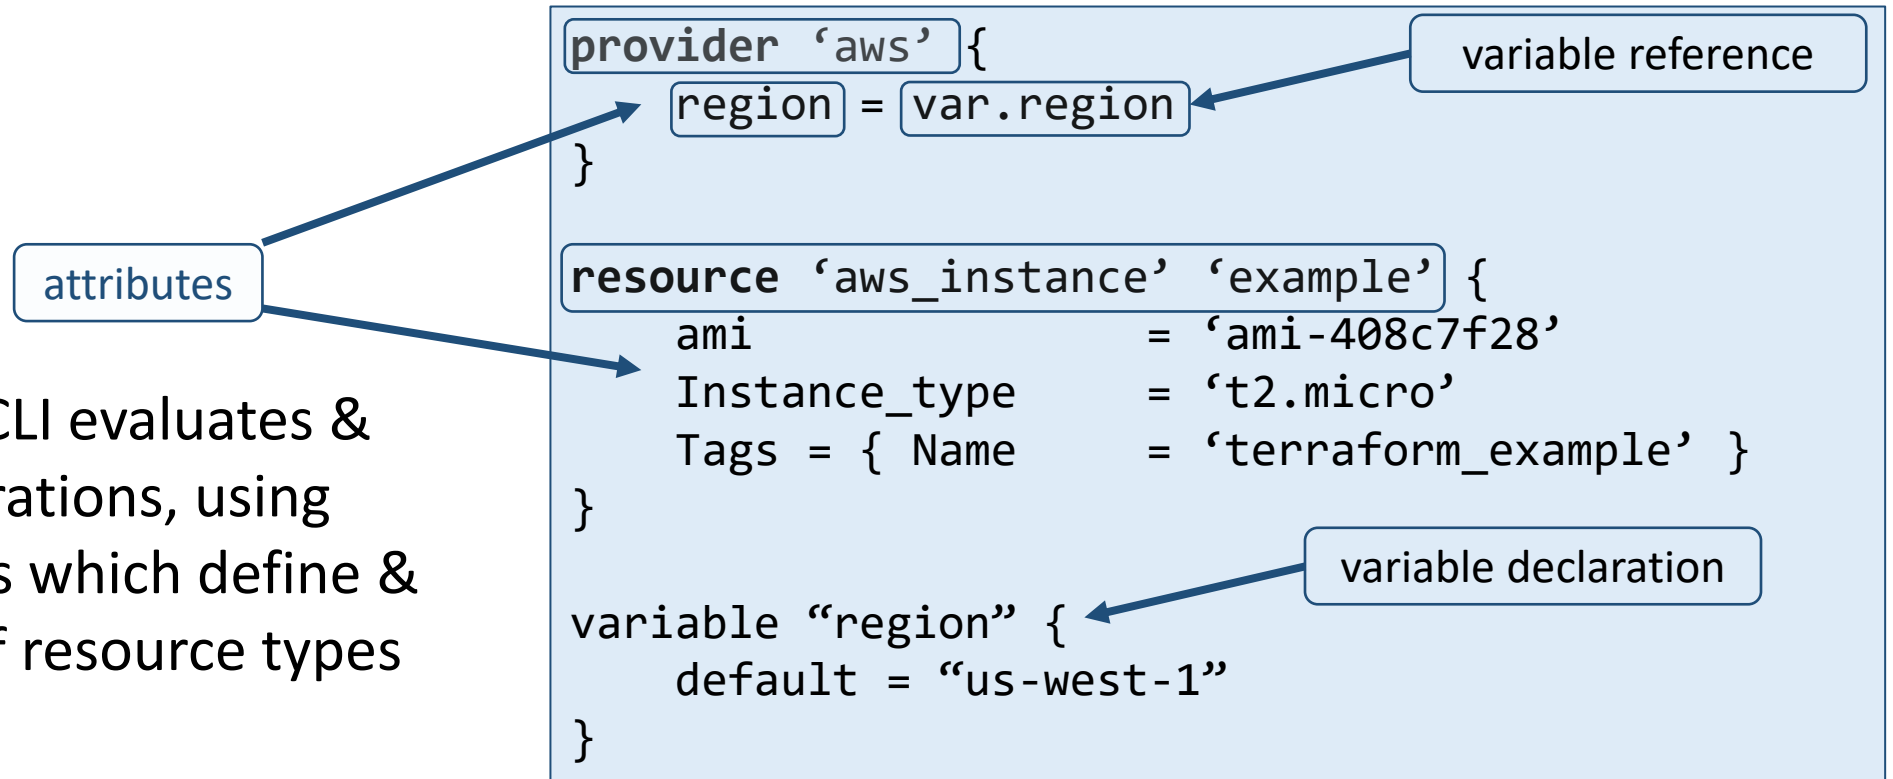 provider ‘aws’ {
region = var.region
}
variable reference
attributes
resource ‘aws_instance’ ‘example’ {
ami = ‘ami-408c7f28’
Instance_type = ‘t2.micro’
Tags = { Name = ‘terraform_example’ }
}
CLI evaluates &
rations, using
s which define &
f resource types
variable declaration
variable “region” {
default = “us-west-1”
}